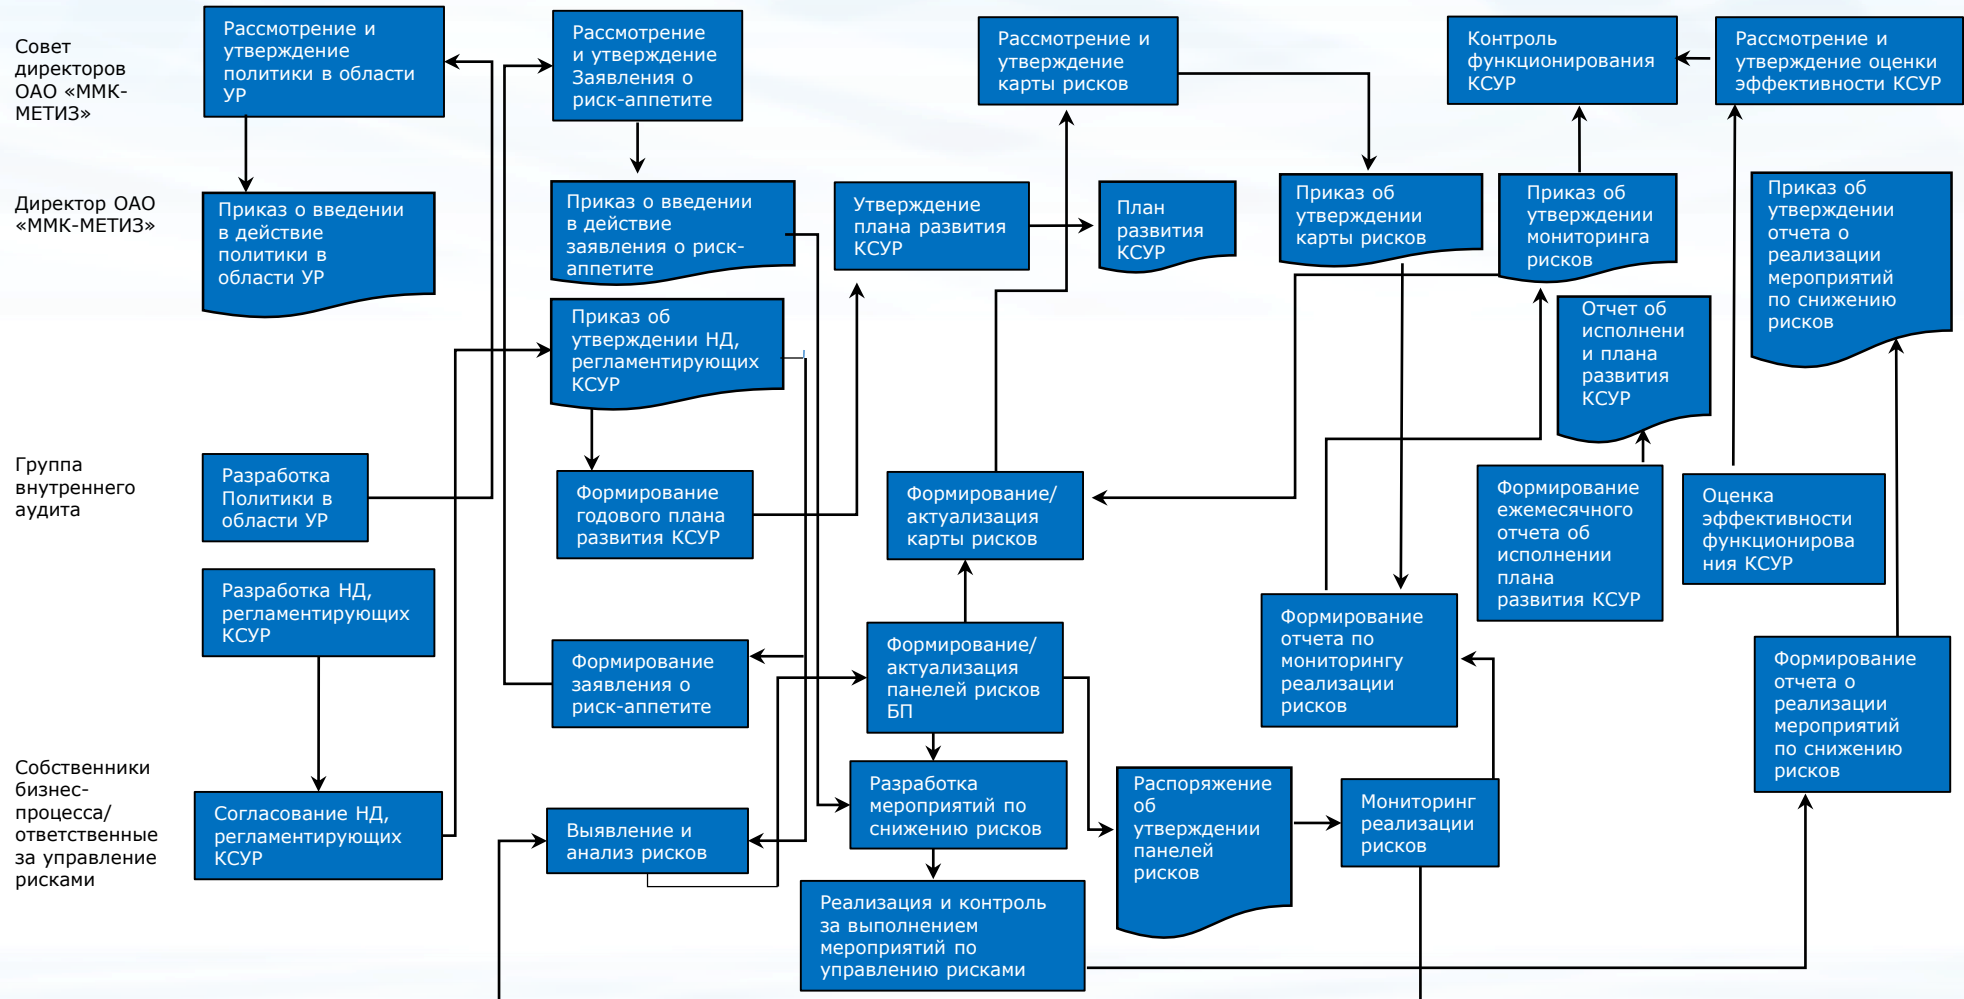 Совет
директоров
ОАО «ММК-
МЕТИЗ»
Рассмотрение и
утверждение
политики в области
УР
Рассмотрение
и утверждение
Заявления о
риск-аппетите
Рассмотрение и
утверждение
карты рисков
Контроль
функционирования
КСУР
Рассмотрение и
утверждение оценки
эффективности КСУР
Директор ОАО
«ММК-МЕТИЗ»
Приказ о введении
в действие
политики в
области УР
Приказ о введении
в действие
заявления о риск-
аппетите
Утверждение
плана развития
КСУР
План
развития
КСУР
Приказ об
утверждении
карты рисков
Приказ об
утверждении
мониторинга
рисков
Приказ об
утверждении
отчета о
реализации
мероприятий
по снижению
рисков
Приказ об
утверждении НД,
регламентирующих
КСУР
Отчет об
исполнени
и плана
развития
КСУР
Группа
внутреннего
аудита
Разработка
Политики в
области УР
Формирование
годового плана
развития КСУР
Формирование/
актуализация
карты рисков
Формирование
ежемесячного
отчета об
исполнении
плана
развития КСУР
Оценка
эффективности
функционирова
ния КСУР
Разработка НД,
регламентирующих
КСУР
Формирование
заявления о
риск-аппетите
Формирование/
актуализация
панелей рисков
БП
Формирование
отчета по
мониторингу
реализации
рисков
Формирование
отчета о
реализации
мероприятий
по снижению
рисков
Собственники
бизнес-
процесса/
ответственные
за управление
рисками
Согласование НД,
регламентирующих
КСУР
Выявление и
анализ рисков
Разработка
мероприятий по
снижению рисков
Распоряжение
об
утверждении
панелей
рисков
Мониторинг
реализации
рисков
Реализация и контроль
за выполнением
мероприятий по
управлению рисками